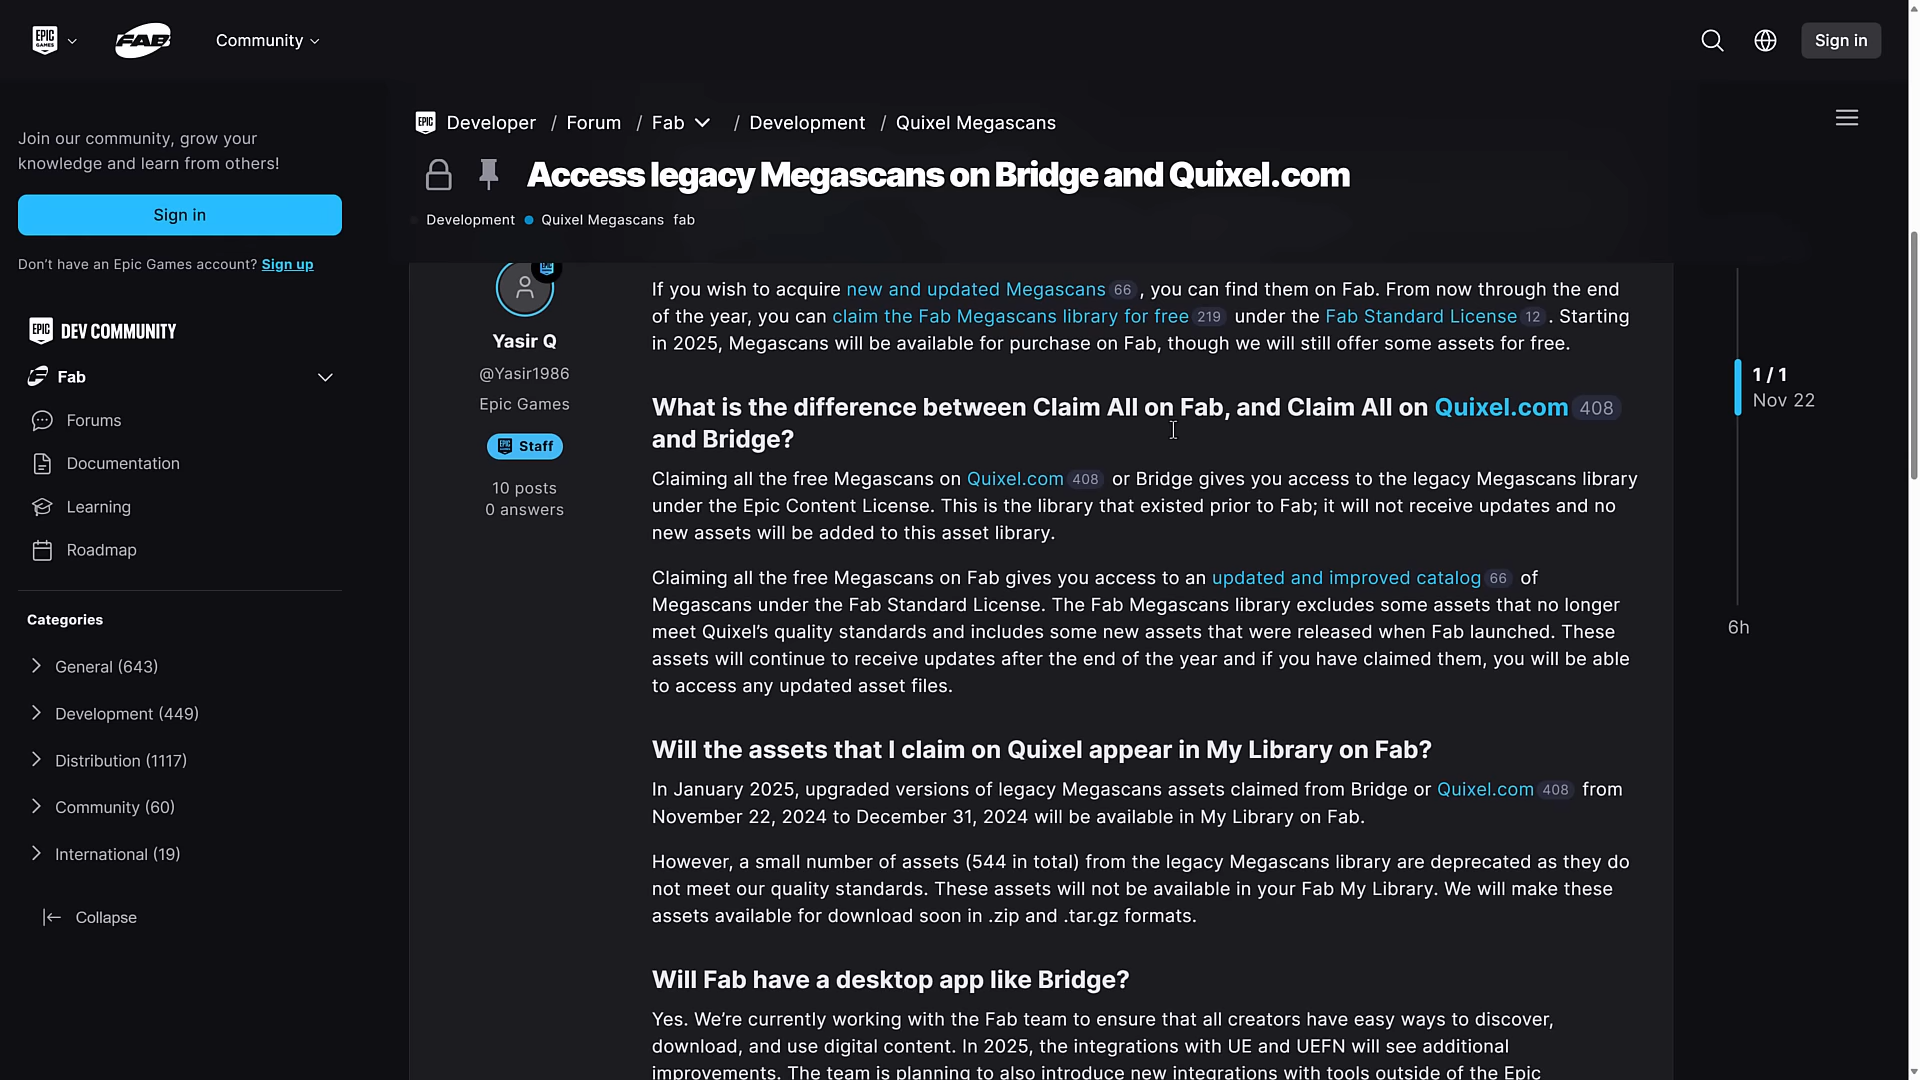 EPIC GAMES
FAB
Community
Sign in
Join our community, grow your
knowledge and learn from others!
Sign in
Don't have an Epic Games account? Sign up
EPIC DEV COMMUNITY
Fab
Forums
Documentation
Learning
Roadmap
Categories
General (643)
Development (449)
Distribution (1117)
Community (60)
International (19)
Collapse
EPIC Developer / Forum / Fab / Development / Quixel Megascans
Access legacy Megascans on Bridge and Quixel.com
Development Quixel Megascans fab
Yasir Q
@Yasir1986
Epic Games
EPIC Staff
10 posts
0 answers
If you wish to acquire new and updated Megascans 66 , you can find them on Fab. From now through the end
of the year, you can claim the Fab Megascans library for free 219 under the Fab Standard License 12 . Starting
in 2025, Megascans will be available for purchase on Fab, though we will still offer some assets for free.
What is the difference between Claim All on Fab, and Claim All on Quixel.com 408
and Bridge?
Claiming all the free Megascans on Quixel.com 408 or Bridge gives you access to the legacy Megascans library
under the Epic Content License. This is the library that existed prior to Fab; it will not receive updates and no
new assets will be added to this asset library.
Claiming all the free Megascans on Fab gives you access to an updated and improved catalog 66 of
Megascans under the Fab Standard License. The Fab Megascans library excludes some assets that no longer
meet Quixel's quality standards and includes some new assets that were released when Fab launched. These
assets will continue to receive updates after the end of the year and if you have claimed them, you will be able
to access any updated asset files.
Will the assets that I claim on Quixel appear in My Library on Fab?
In January 2025, upgraded versions of legacy Megascans assets claimed from Bridge or Quixel.com 408 from
November 22, 2024 to December 31, 2024 will be available in My Library on Fab.
However, a small number of assets (544 in total) from the legacy Megascans library are deprecated as they do
not meet our quality standards. These assets will not be available in your Fab My Library. We will make these
assets available for download soon in .zip and .tar.gz formats.
Will Fab have a desktop app like Bridge?
Yes. We're currently working with the Fab team to ensure that all creators have easy ways to discover,
download, and use digital content. In 2025, the integrations with UE and UEFN will see additional
improvements. The team is planning to also introduce new integrations with tools outside of the Epic
1 / 1
Nov 22
6h